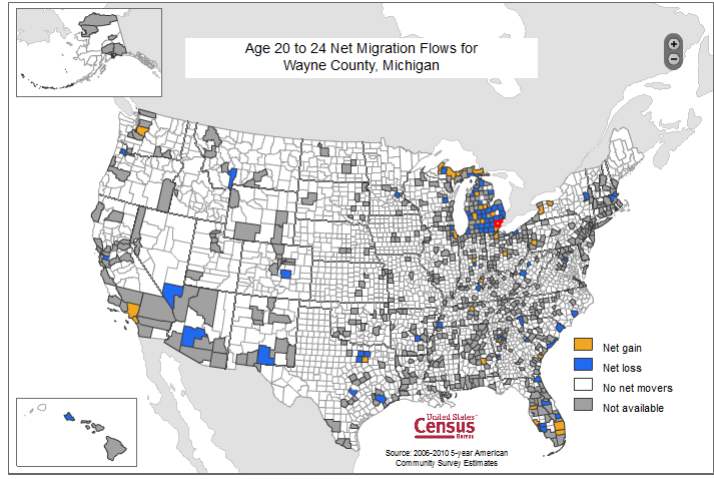 Age 20 to 24 Net Migration Flows for
Wayne County, Michigan
+
−
Net gain
Net loss
No net movers
Not available
United States®
Census
Bureau
Source: 2006-2010 5-year American
Community Survey Estimates